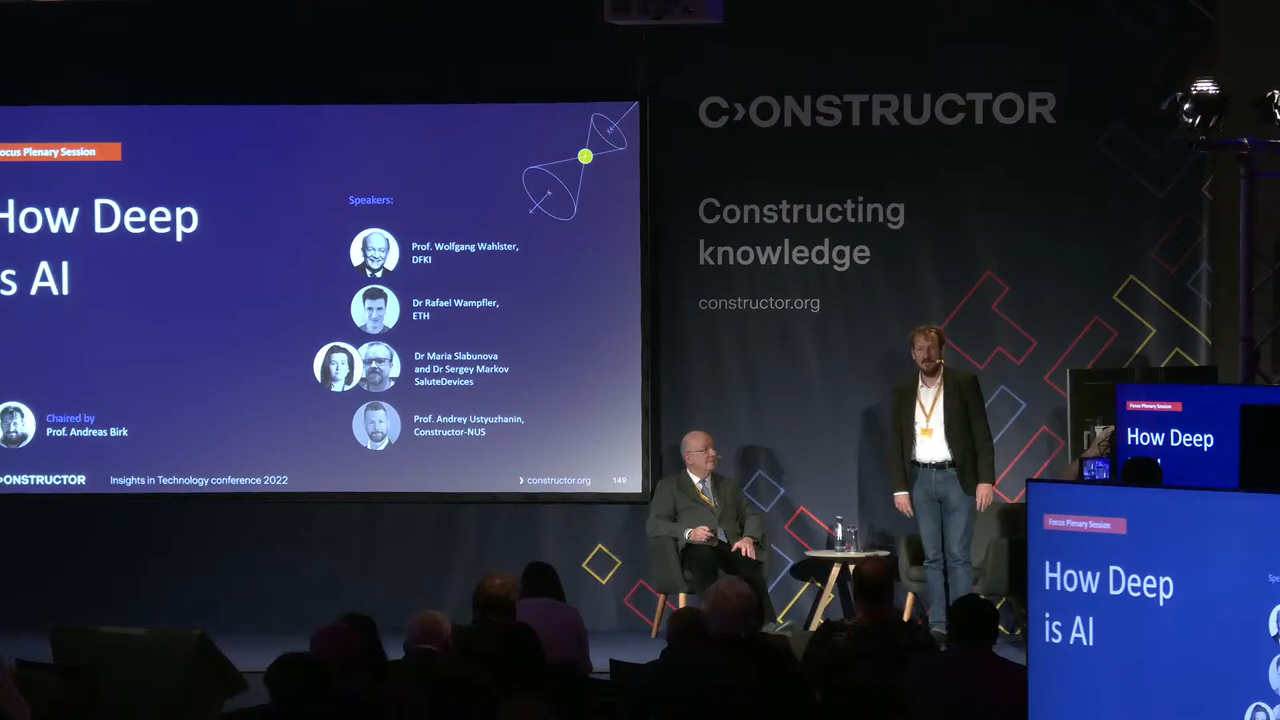 ocus Plenary Session
How Deep
s AI
Speakers:
Prof. Wolfgang Wahlster,
DFKI
Dr Rafael Wampfler,
ETH
Dr Maria Slabunova
and Dr Sergey Markov
SaluteDevices
Prof. Andrey Ustyuzhanin,
Constructor-NUS
Chaired by
Prof. Andreas Birk
ONSTRUCTOR
Insights in Technology conference 2022
constructor.org
149
C›ONSTRUCTOR
Constructing
knowledge
constructor.org
Focus Plenary Session
How Deep
Focus Plenary Session
How Deep
is AI
Spe